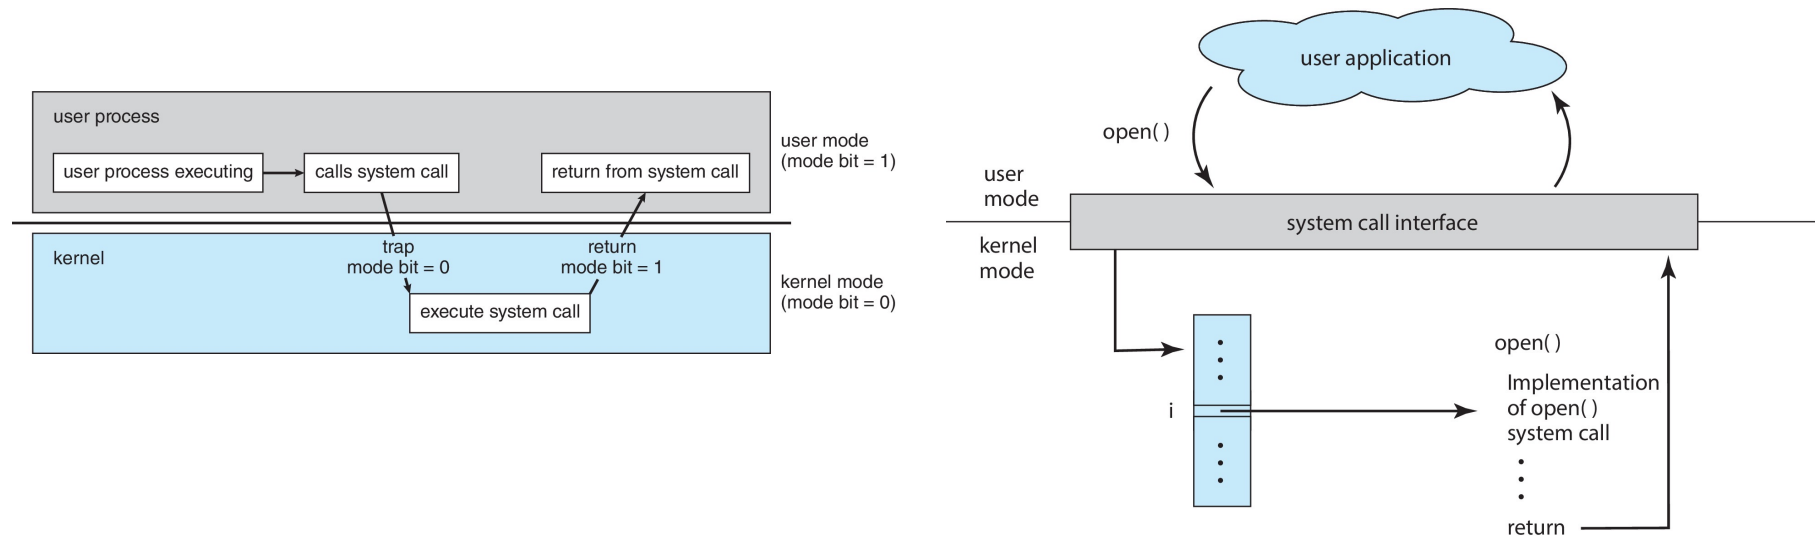 user process
user process executing
calls system call
return from system call
user mode
(mode bit = 1)
kernel
trap
mode bit = 0
return
mode bit = 1
execute system call
kernel mode
(mode bit = 0)
user application
open( )
user
mode
system call interface
kernel
mode
i
open( )
Implementation
of open( )
system call
return